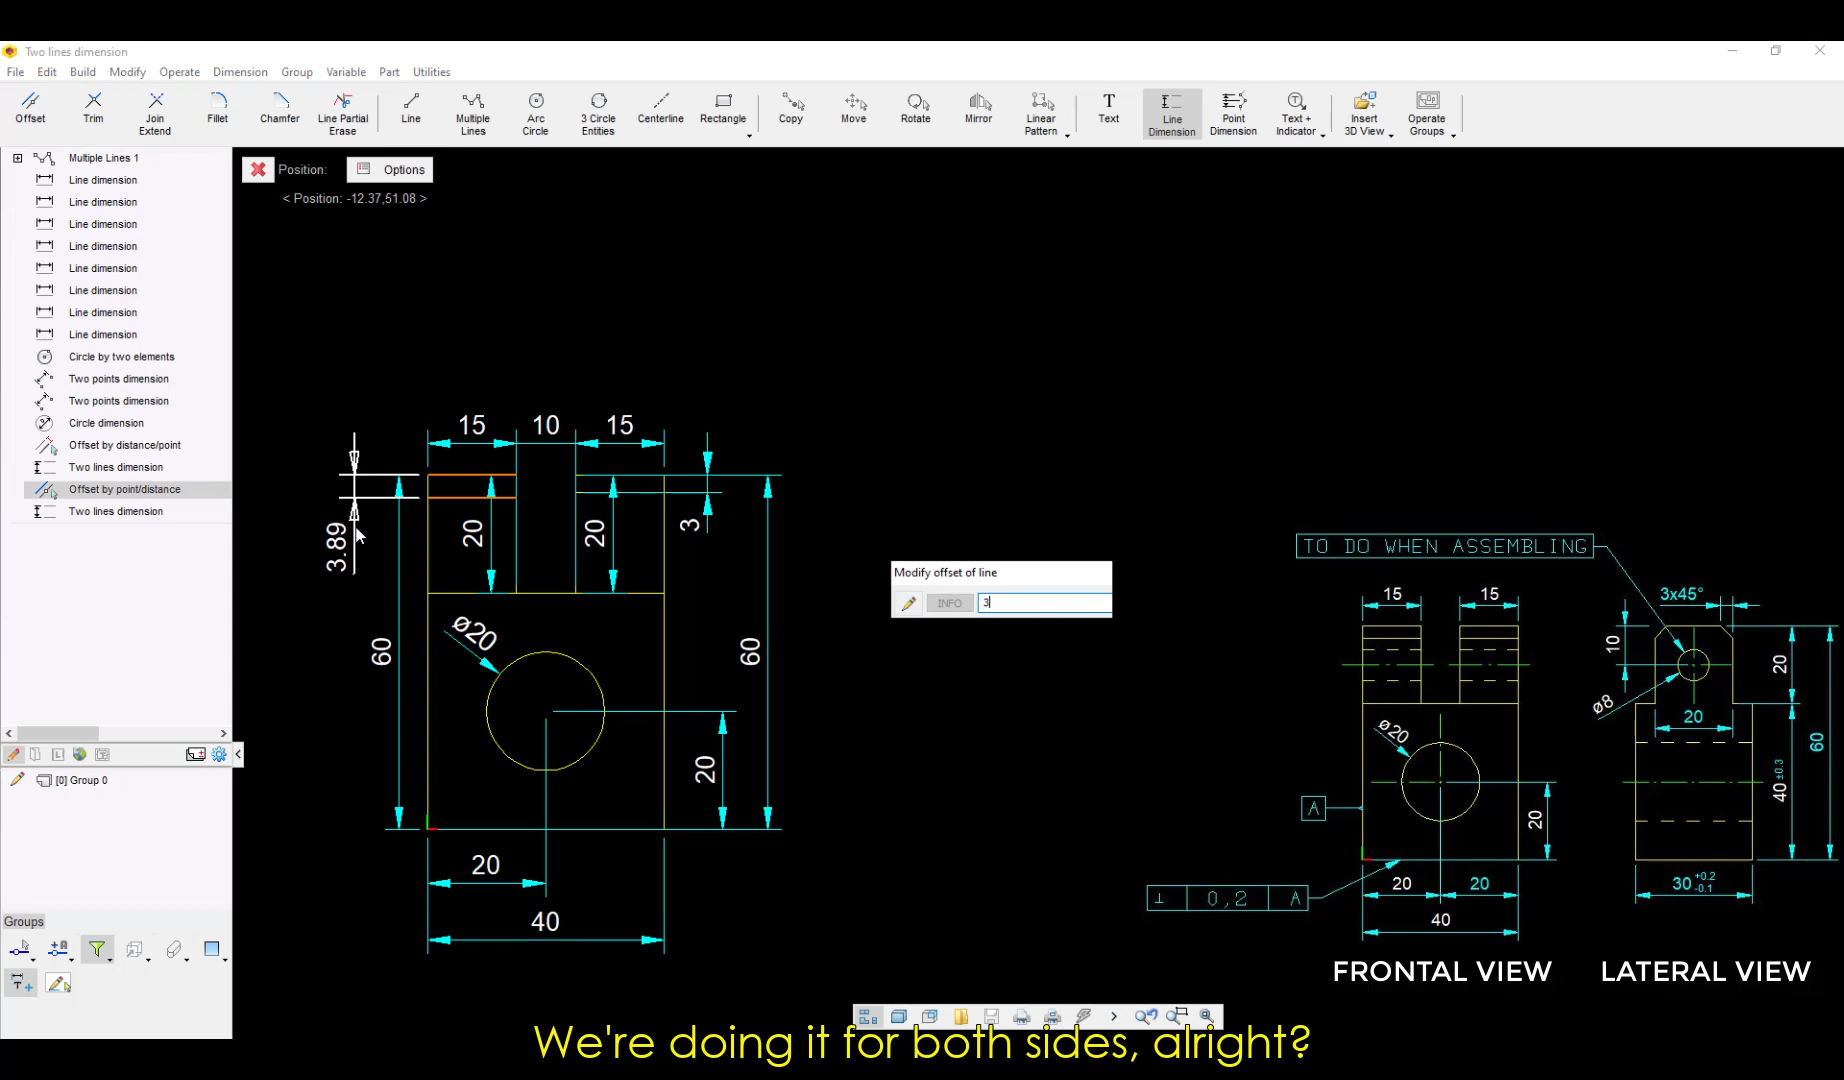 Two lines dimension
File Edit Build Modify Operate Dimension Group Variable Part Utilities
Offset Trim Join Extend Fillet Chamfer Line Partial Erase Line Multiple Lines Arc Circle 3 Circle Entities Centerline Rectangle Copy Move Rotate Mirror Linear Pattern Text Line Dimension Point Dimension Text + Indicator Insert 3D View Operate Groups
Multiple Lines 1
Line dimension
Line dimension
Line dimension
Line dimension
Line dimension
Line dimension
Line dimension
Line dimension
Circle by two elements
Two points dimension
Two points dimension
Circle dimension
Offset by distance/point
Two lines dimension
Offset by point/distance
Two lines dimension
[0] Group 0
Groups
Position: Options
< Position: -12.37,51.08 >
15 10 15
3.89
20
20
3
60
ø20
60
20
20
40
Modify offset of line
INFO 3
TO DO WHEN ASSEMBLING
15 15
ø20
A
20
20 20
40
⊥ 0,2 A
FRONTAL VIEW
3x45°
10
20
ø8
20
60
40 ±0.3
30 +0.2 -0.1
LATERAL VIEW
We're doing it for both sides, alright?